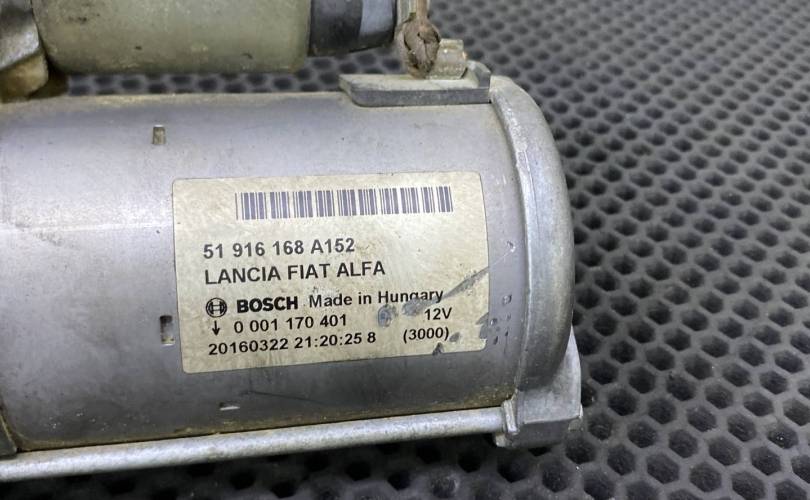 51 916 168 A152
LANCIA FIAT ALFA
BOSCH Made in Hungary
↓ 0 001 170 401 12V
20160322 21:20:25 8 (3000)